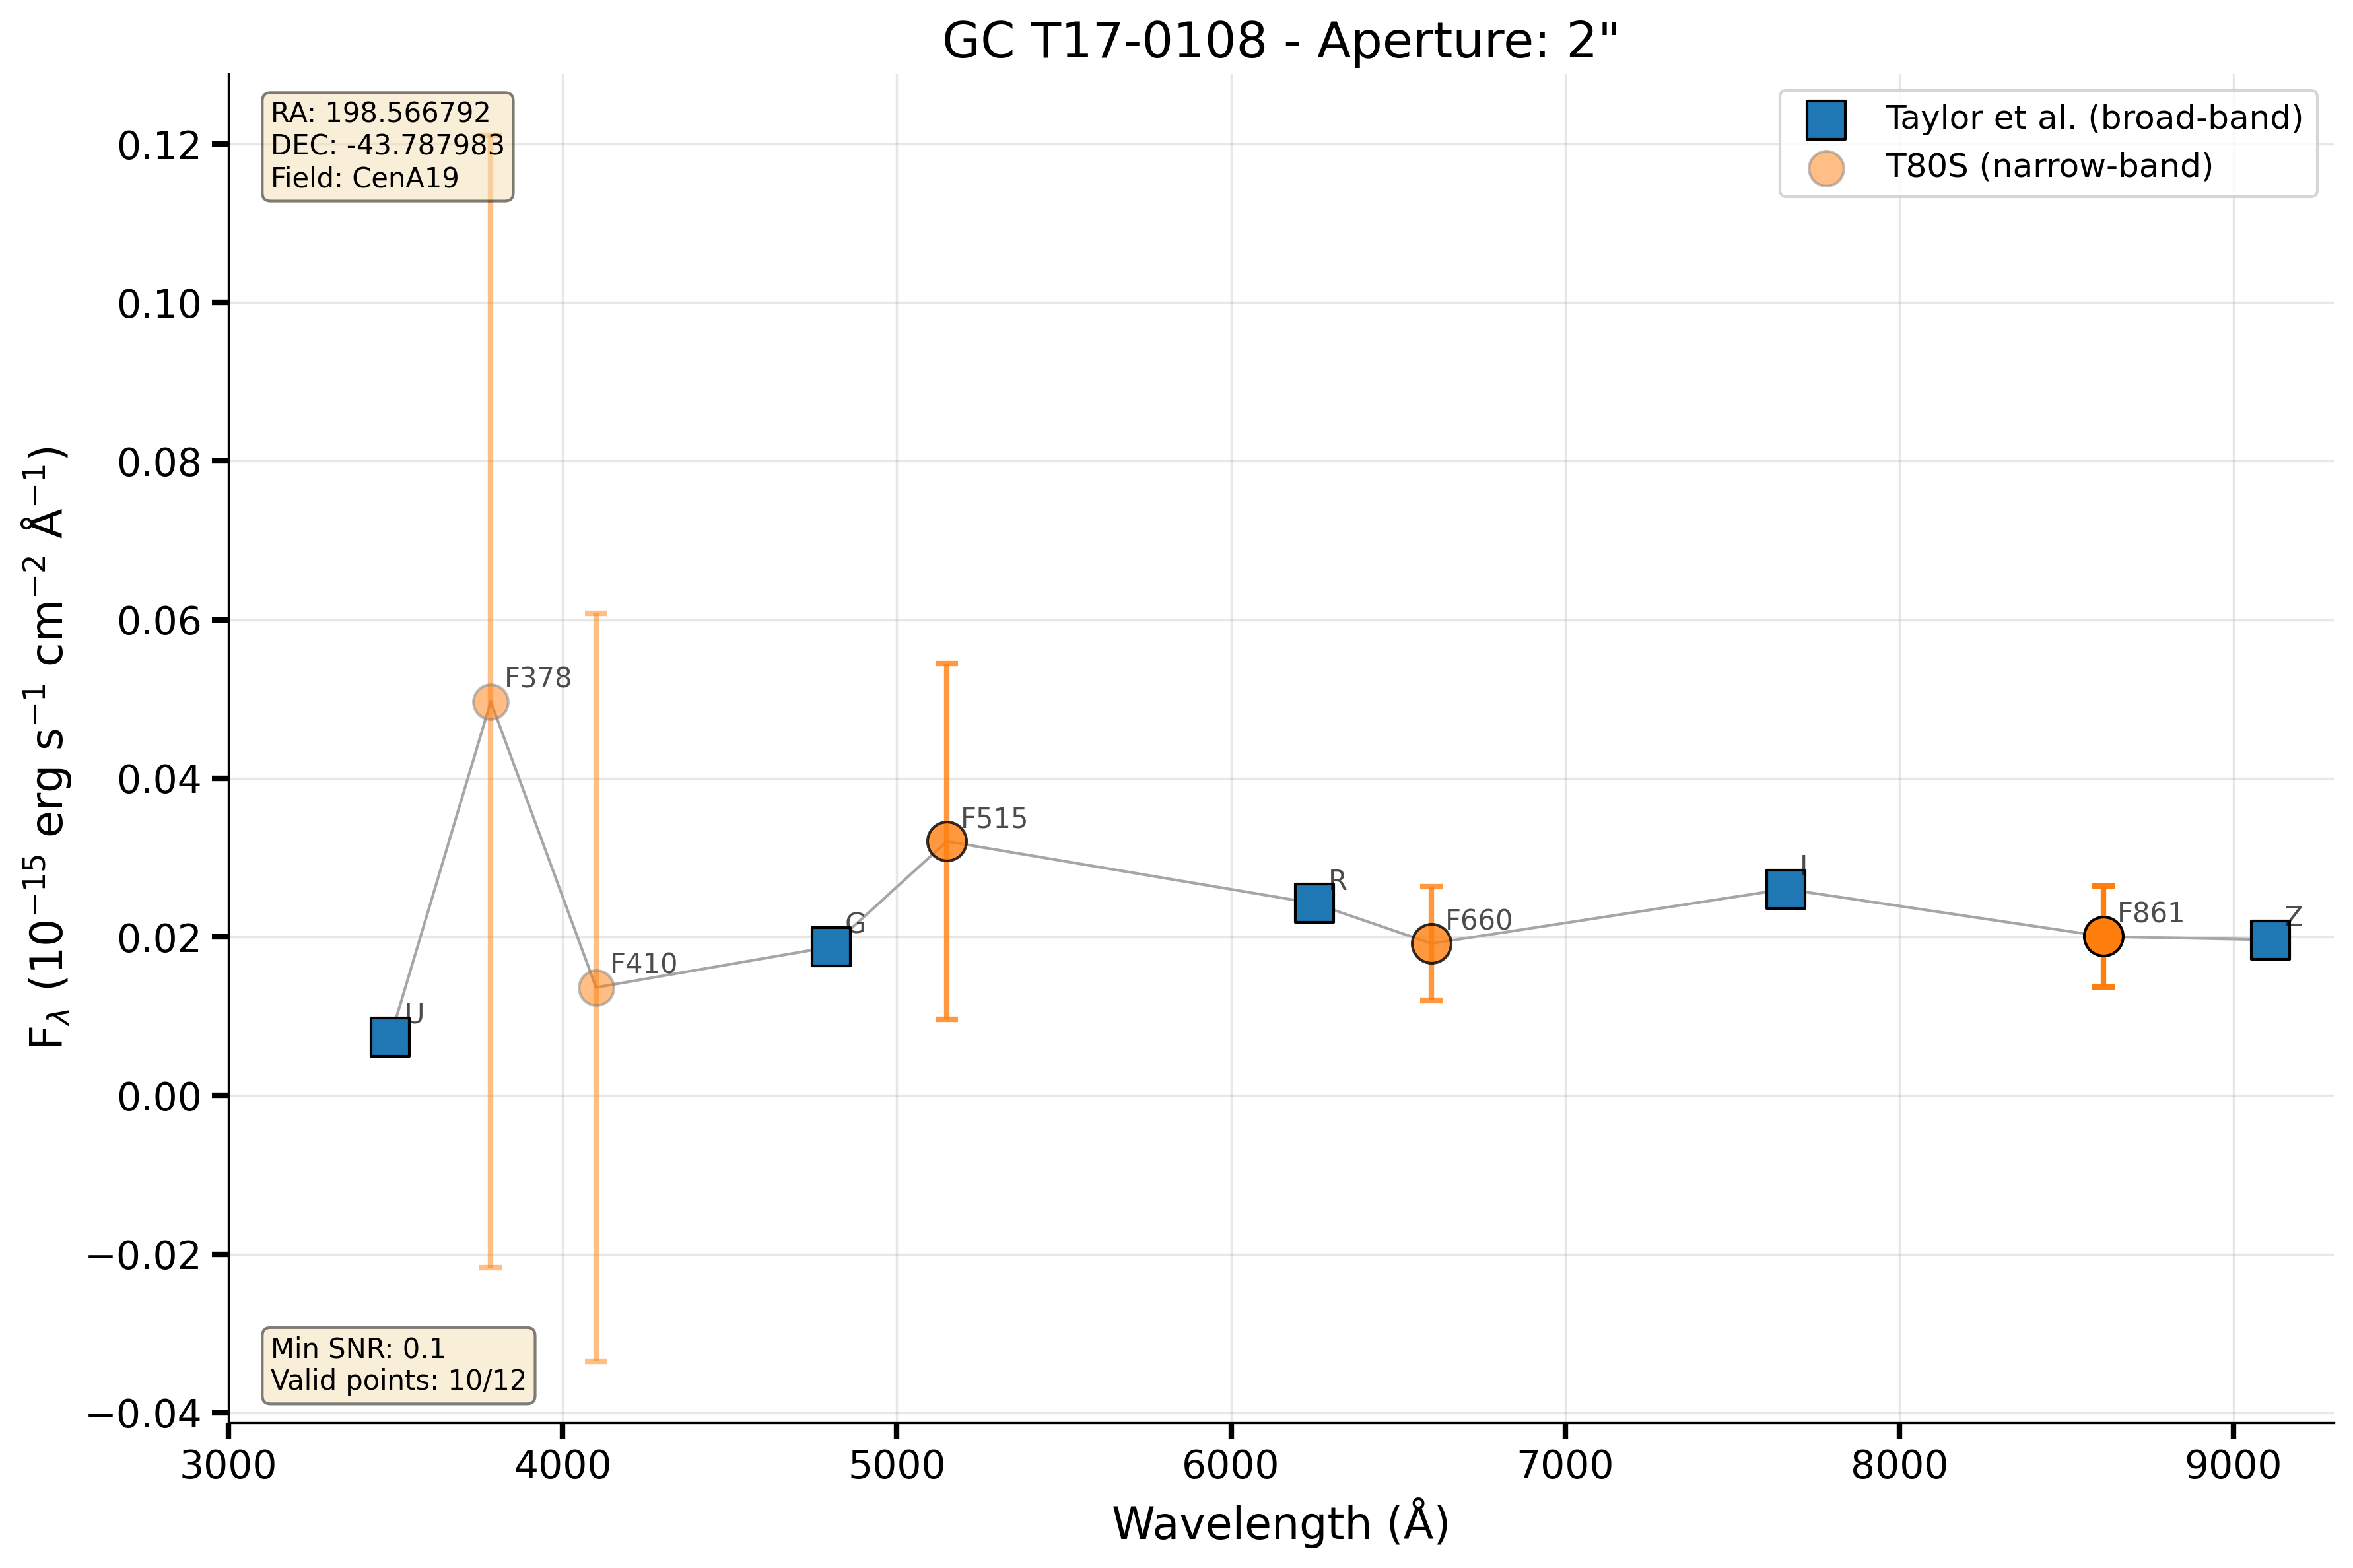 GC T17-0108 - Aperture: 2"
RA: 198.566792
DEC: -43.787983
Field: CenA19
Taylor et al. (broad-band)
T80S (narrow-band)
0.12
0.10
0.08
0.06
0.04
0.02
0.00
−0.02
−0.04
F_λ (10⁻¹⁵ erg s⁻¹ cm⁻² Å⁻¹)
U
F378
F410
G
F515
R
F660
I
F861
Z
Min SNR: 0.1
Valid points: 10/12
3000 4000 5000 6000 7000 8000 9000
Wavelength (Å)